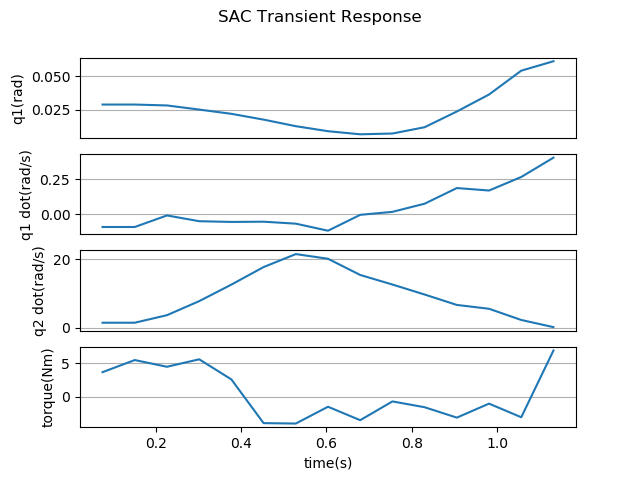 SAC Transient Response
q1(rad)
0.050
0.025
q1 dot(rad/s)
0.25
0.00
q2 dot(rad/s)
20
0
torque(Nm)
5
0
0.2 0.4 0.6 0.8 1.0
time(s)